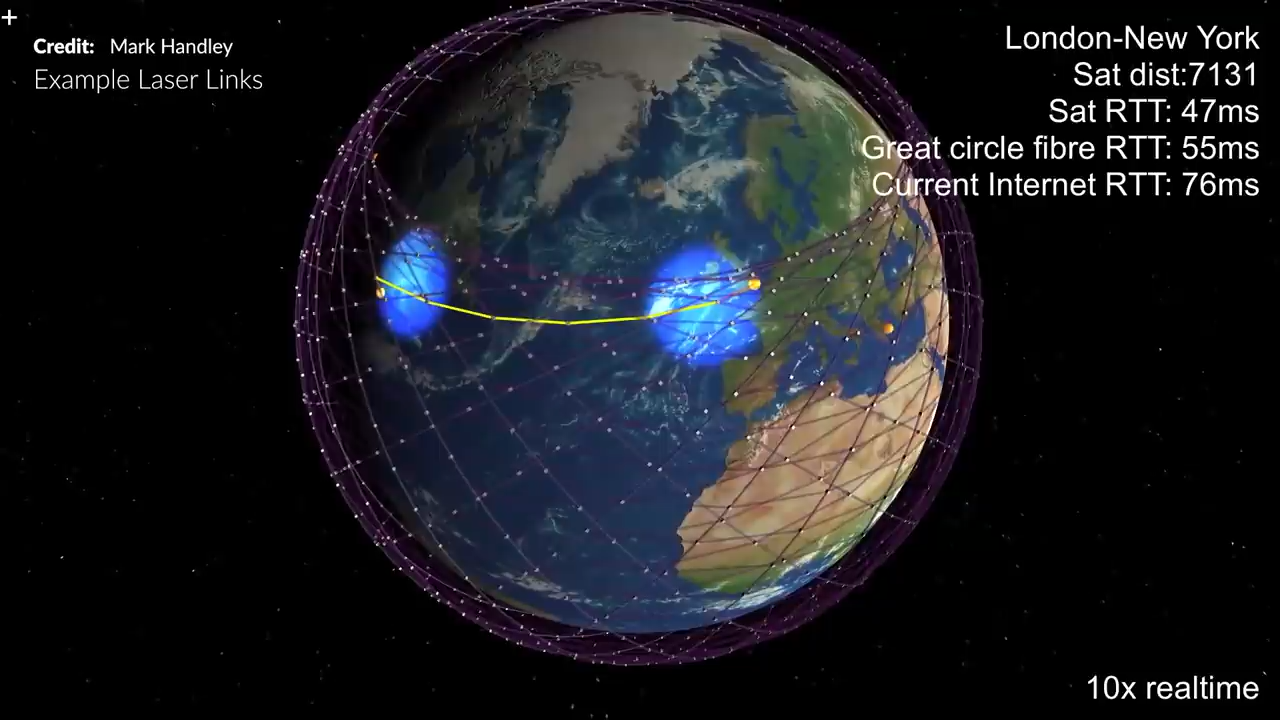 Credit: Mark Handley
Example Laser Links
London-New York
Sat dist:7131
Sat RTT: 47ms
Great circle fibre RTT: 55ms
Current Internet RTT: 76ms
10x realtime